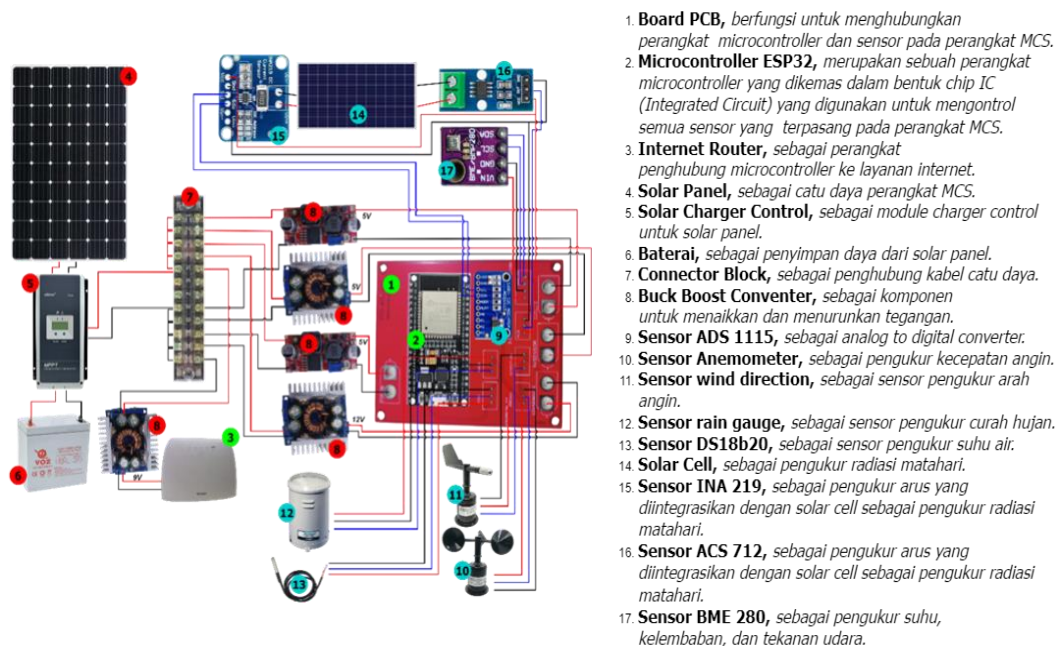 4
16
15
14
SDA
SCL
GND
VIN
BME/BMP280
17
7
8
5V
5
1
8
5V
2
9
8
5V
MPPT
8
12V
6
YOZ
8
9V
3
12
11
13
10
1. Board PCB, berfungsi untuk menghubungkan
perangkat microcontroller dan sensor pada perangkat MCS.
2. Microcontroller ESP32, merupakan sebuah perangkat
microcontroller yang dikemas dalam bentuk chip IC
(Integrated Circuit) yang digunakan untuk mengontrol
semua sensor yang terpasang pada perangkat MCS.
3. Internet Router, sebagai perangkat
penghubung microcontroller ke layanan internet.
4. Solar Panel, sebagai catu daya perangkat MCS.
5. Solar Charger Control, sebagai module charger control
untuk solar panel.
6. Baterai, sebagai penyimpan daya dari solar panel.
7. Connector Block, sebagai penghubung kabel catu daya.
8. Buck Boost Conventer, sebagai komponen
untuk menaikkan dan menurunkan tegangan.
9. Sensor ADS 1115, sebagai analog to digital converter.
10. Sensor Anemometer, sebagai pengukur kecepatan angin.
11. Sensor wind direction, sebagai sensor pengukur arah
angin.
12. Sensor rain gauge, sebagai sensor pengukur curah hujan.
13. Sensor DS18b20, sebagai sensor pengukur suhu air.
14. Solar Cell, sebagai pengukur radiasi matahari.
15. Sensor INA 219, sebagai pengukur arus yang
diintegrasikan dengan solar cell sebagai pengukur radiasi
matahari.
16. Sensor ACS 712, sebagai pengukur arus yang
diintegrasikan dengan solar cell sebagai pengukur radiasi
matahari.
17. Sensor BME 280, sebagai pengukur suhu,
kelembaban, dan tekanan udara.